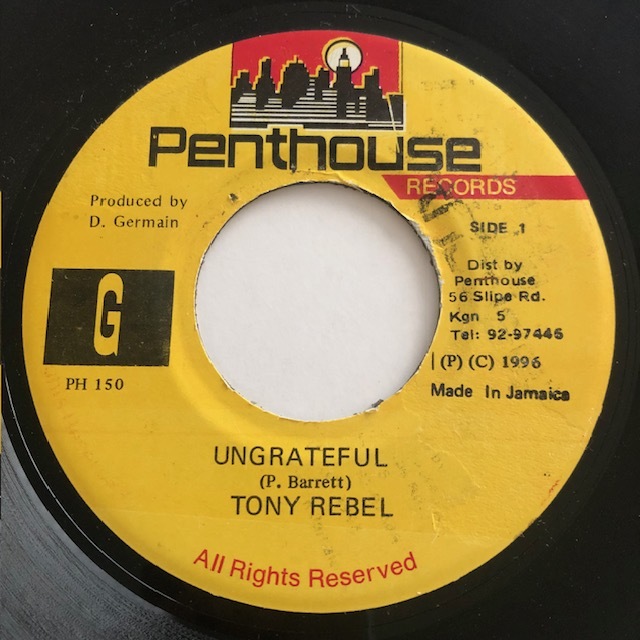 Penthouse
RECORDS
Produced by
D. Germain
G
PH 150
SIDE 1
Dist by
Penthouse
56 Slipe Rd.
Kgn 5
Tel: 92-97446
(P) (C) 1996
Made In Jamaica
UNGRATEFUL
(P. Barrett)
TONY REBEL
All Rights Reserved